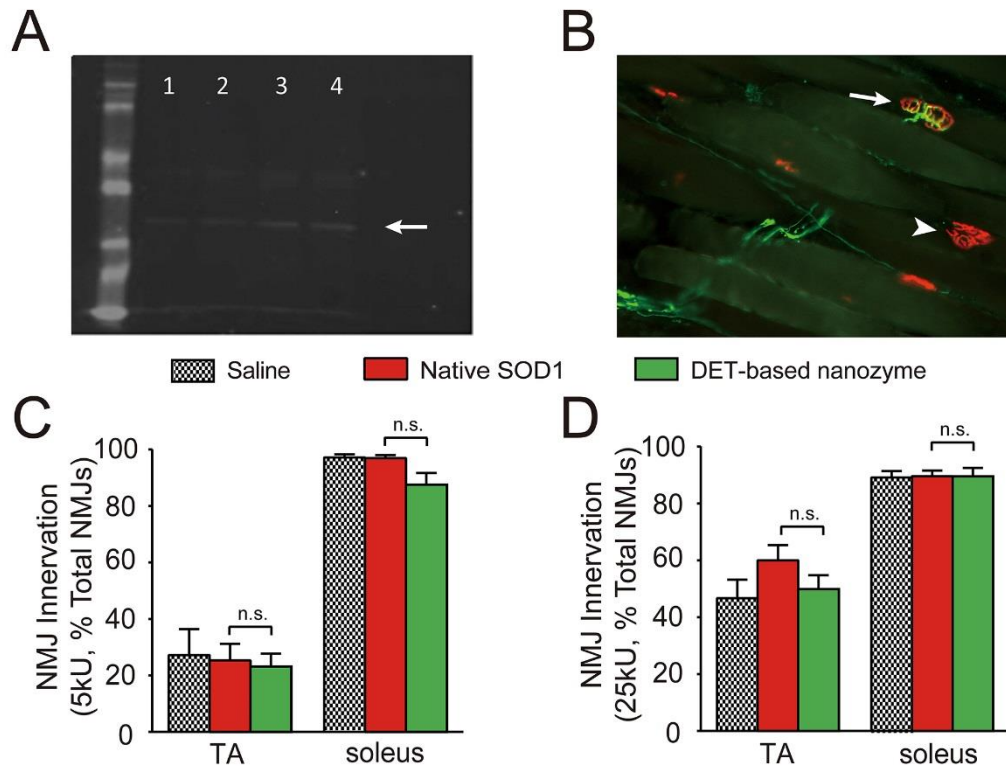 A
B
1 2 3 4
Saline
Native SOD1
DET-based nanozyme
C
NMJ Innervation
(5kU, % Total NMJs)
100
80
60
40
20
0
n.s.
n.s.
TA
soleus
D
NMJ Innervation
(25kU, % Total NMJs)
100
80
60
40
20
0
n.s.
n.s.
TA
soleus